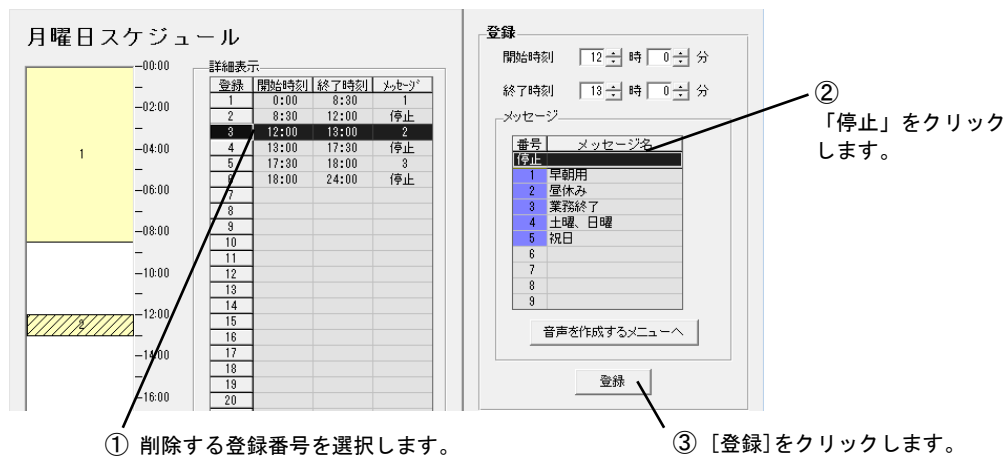 月曜日スケジュール
詳細表示
登録 開始時刻 終了時刻 メッセージ
1 0:00 8:30 1
2 8:30 12:00 停止
3 12:00 13:00 2
4 13:00 17:30 停止
5 17:30 18:00 3
6 18:00 24:00 停止
7
8
9
10
11
12
13
14
15
16
17
18
19
20
00:00
02:00
04:00
06:00
08:00
10:00
12:00
14:00
16:00
1
2
登録
開始時刻 12 時 0 分
終了時刻 13 時 0 分
メッセージ
番号 メッセージ名
停止
1 早朝用
2 昼休み
3 業務終了
4 土曜、日曜
5 祝日
6
7
8
9
音声を作成するメニューへ
登録
② 
「停止」をクリック
します。
① 削除する登録番号を選択します。
③ [登録]をクリックします。